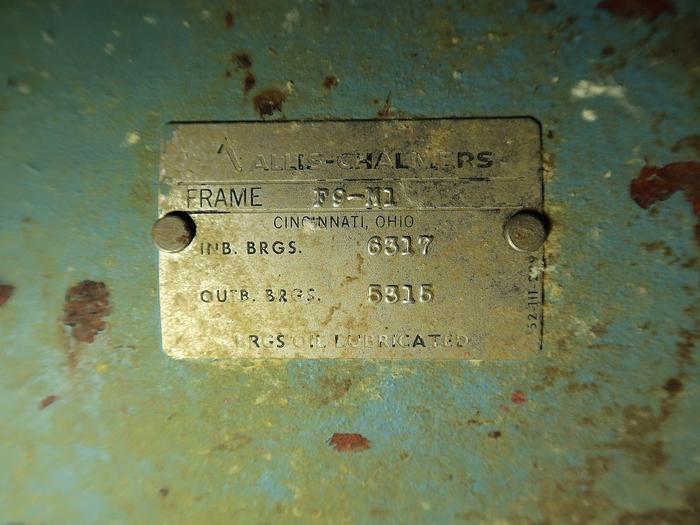 ALLIS-CHALMERS
FRAME F9-M1
CINCINNATI, OHIO
INB. BRGS. 6317
OUTB. BRGS. 5315
BRGS OIL LUBRICATED